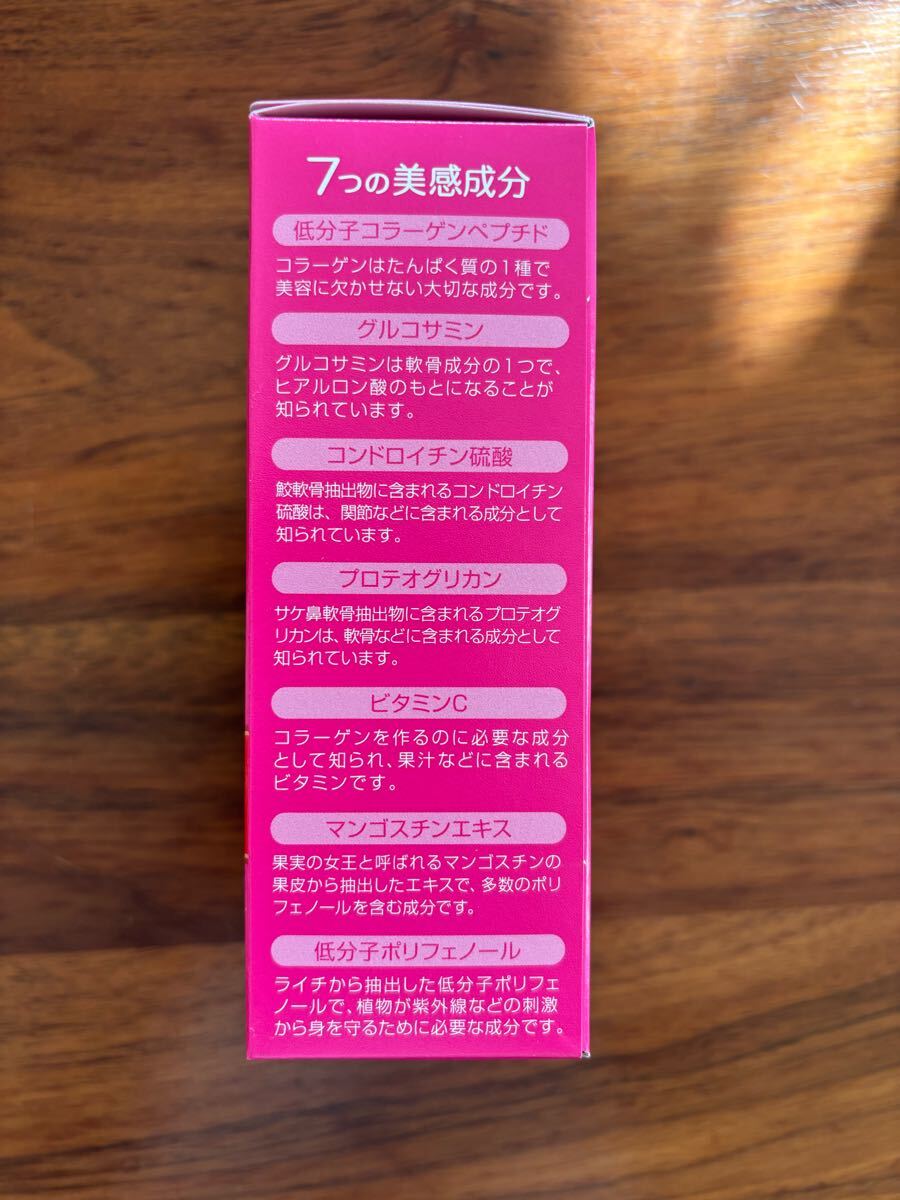 7つの美感成分
低分子コラーゲンペプチド
コラーゲンはたんぱく質の1種で
美容に欠かせない大切な成分です。
グルコサミン
グルコサミンは軟骨成分の1つで、
ヒアルロン酸のもとになることが
知られています。
コンドロイチン硫酸
鮫軟骨抽出物に含まれるコンドロイチン
硫酸は、関節などに含まれる成分として
知られています。
プロテオグリカン
サケ鼻軟骨抽出物に含まれるプロテオグ
リカンは、軟骨などに含まれる成分として
知られています。
ビタミンC
コラーゲンを作るのに必要な成分
として知られ、果汁などに含まれる
ビタミンです。
マンゴスチンエキス
果実の女王と呼ばれるマンゴスチンの
果皮から抽出したエキスで、多数のポリ
フェノールを含む成分です。
低分子ポリフェノール
ライチから抽出した低分子ポリフェ
ノールで、植物が紫外線などの刺激
から身を守るために必要な成分です。